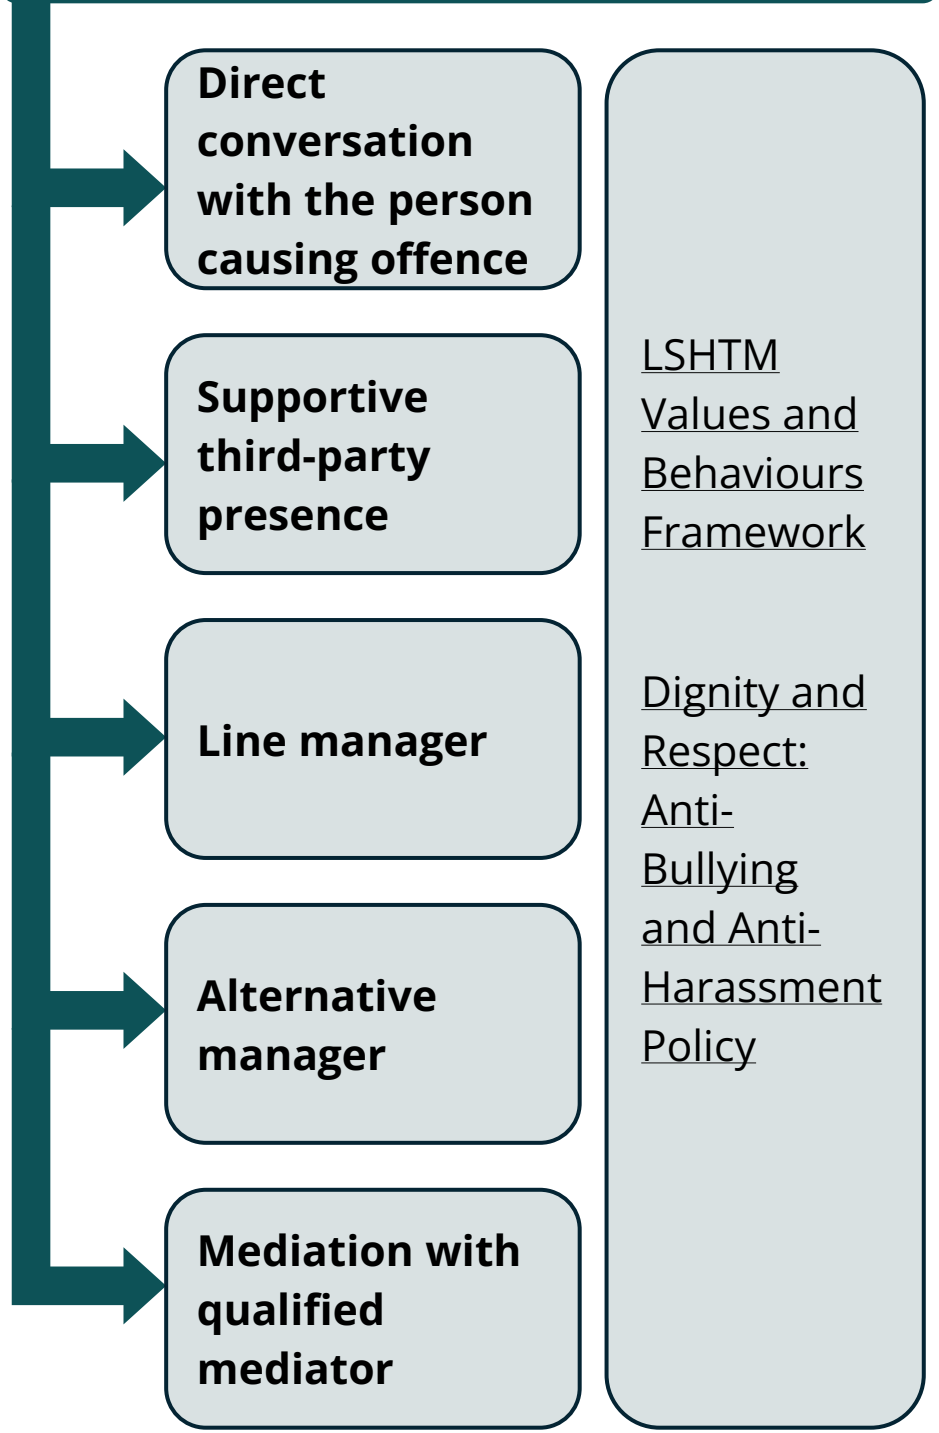 Direct
conversation
with the person
causing offence
Supportive
third-party
presence
Line manager
Alternative
manager
Mediation with
qualified
mediator
LSHTM
Values and
Behaviours
Framework
Dignity and
Respect:
Anti-
Bullying
and Anti-
Harassment
Policy